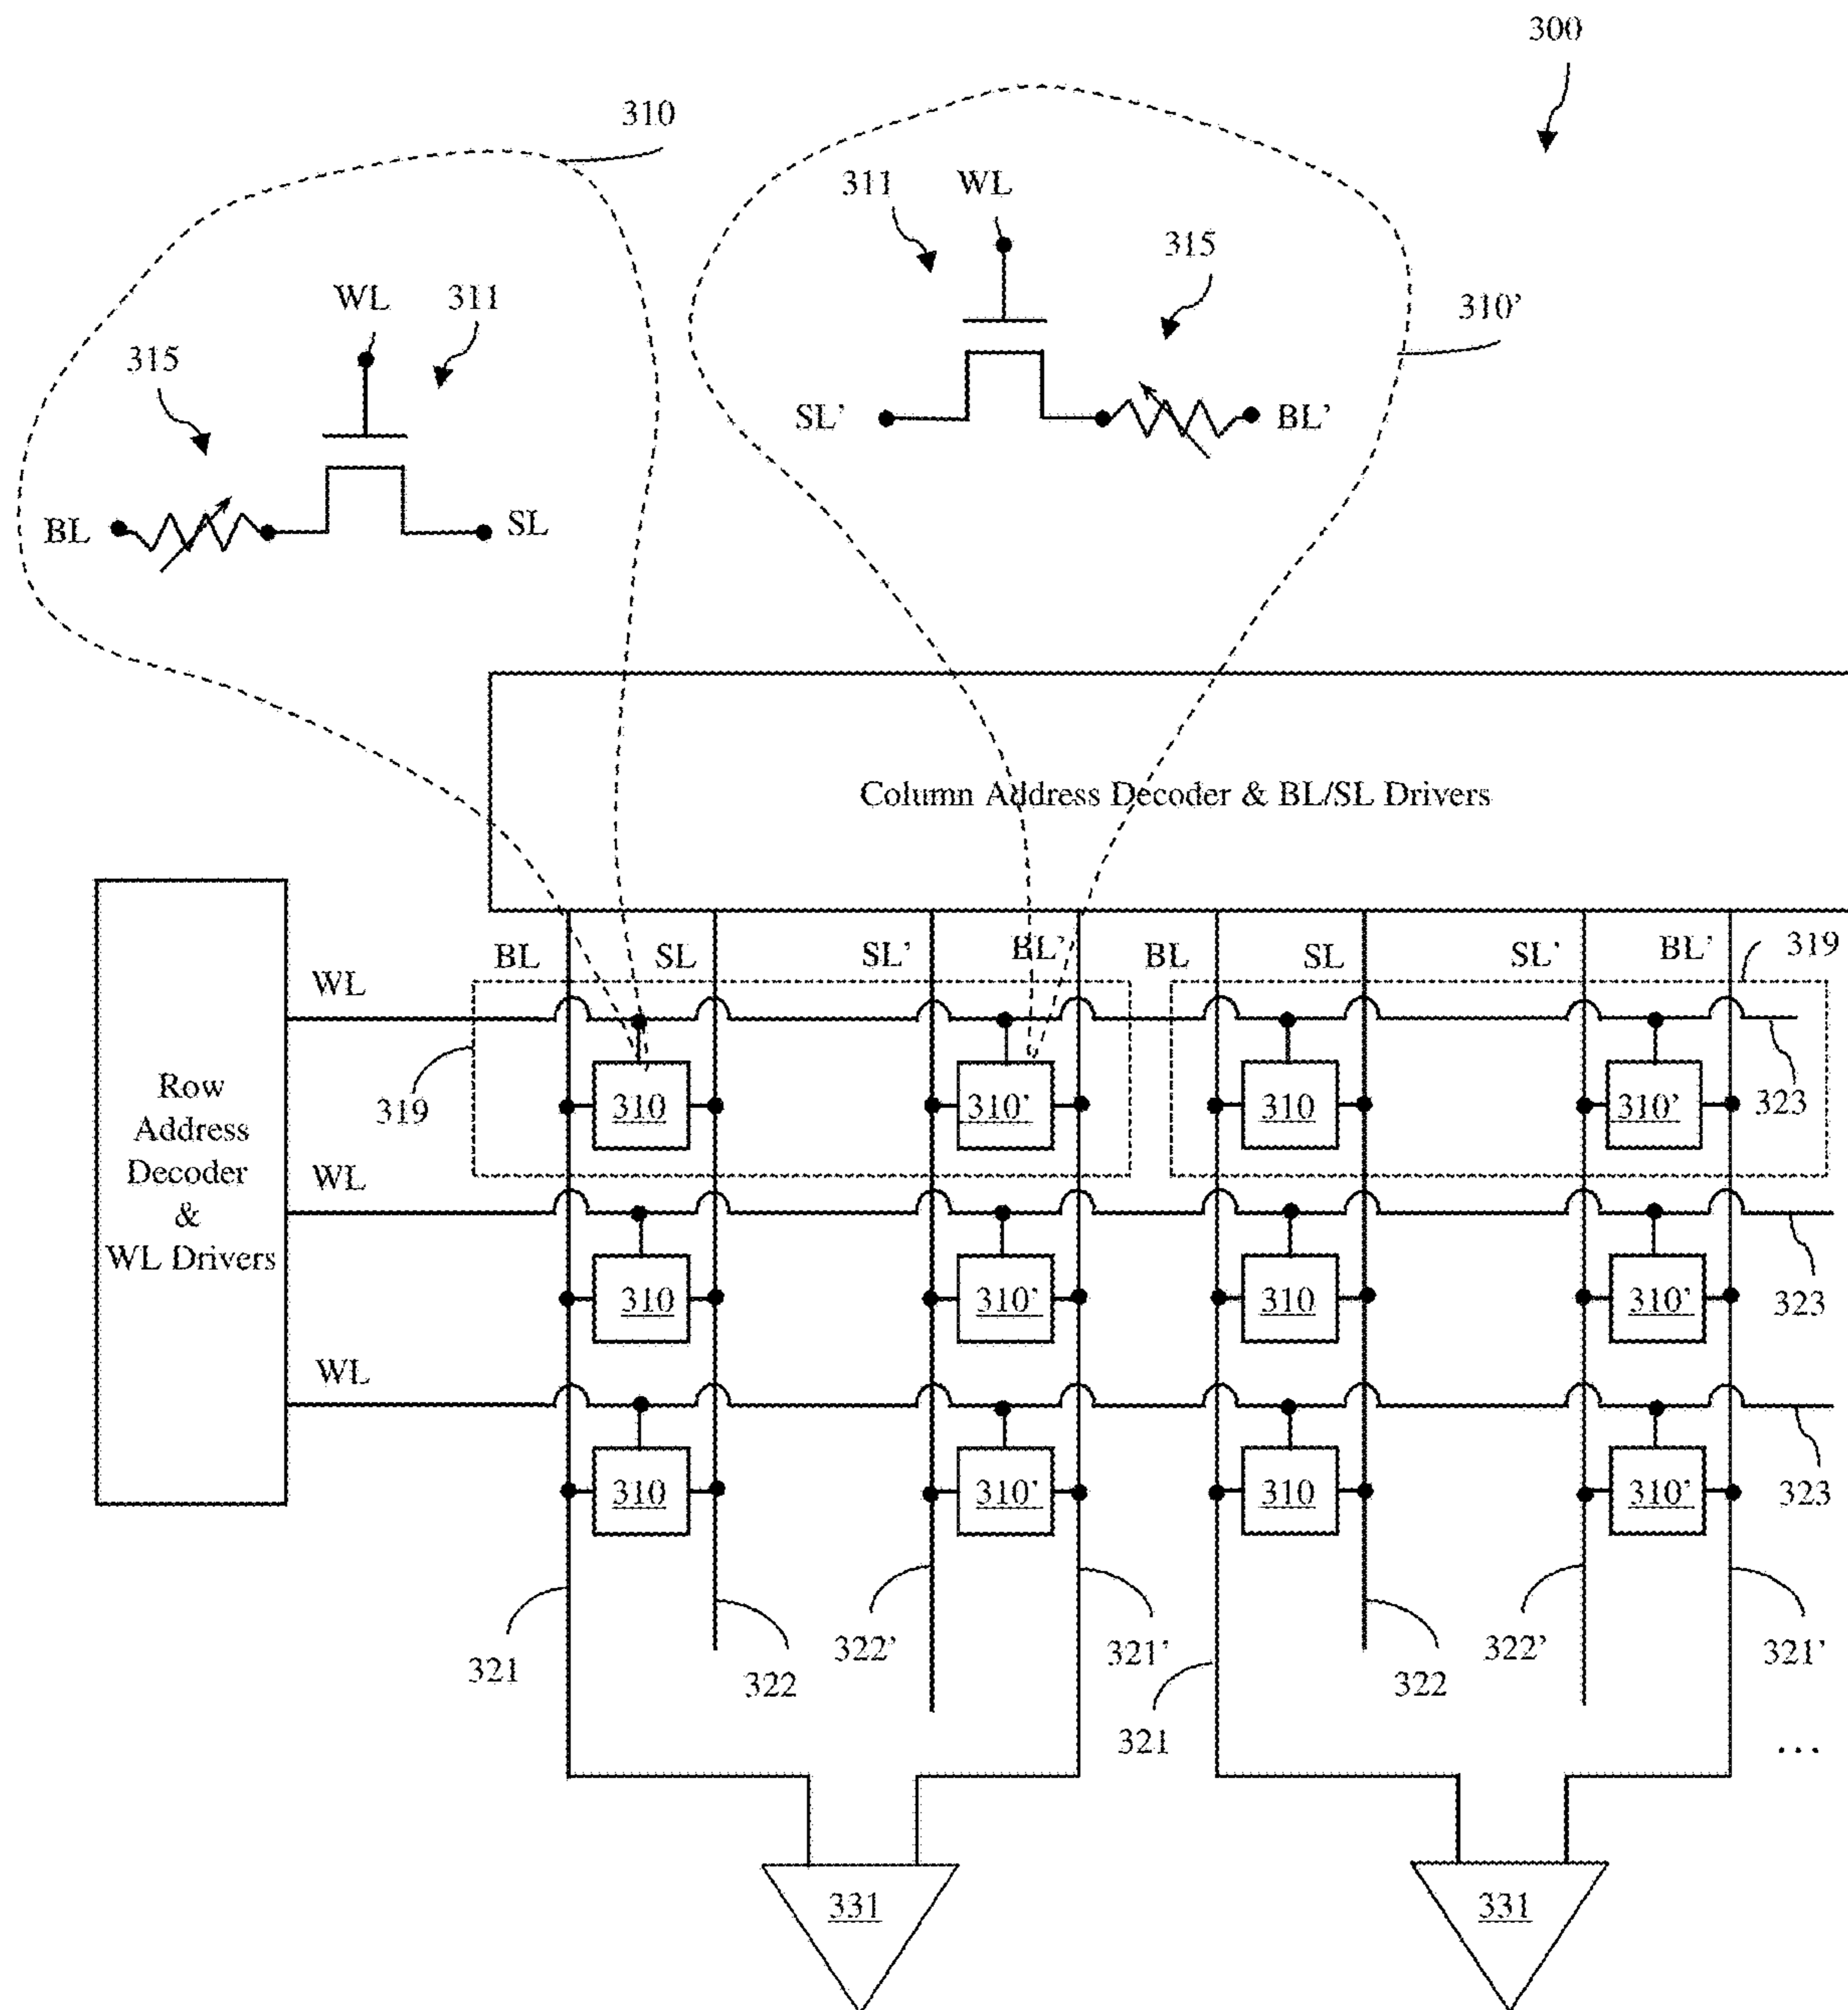 300
310
311
WL
315
310’
WL
311
315
SL’
BL’
BL
SL
Column Address Decoder & BL/SL Drivers
BL
SL
SL’
BL’
BL
SL
SL’
BL’
319
WL
Row
Address
Decoder
&
WL Drivers
319
310
310’
310
310’
323
WL
310
310’
310
310’
323
WL
310
310’
310
310’
323
321
322
322’
321’
321
322
322’
321’
...
331
331